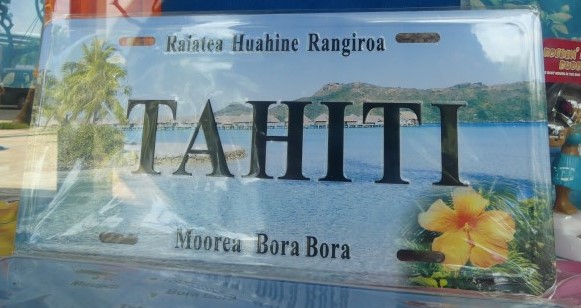 Raiatea Huahine Rangiroa
TAHITI
Moorea Bora Bora